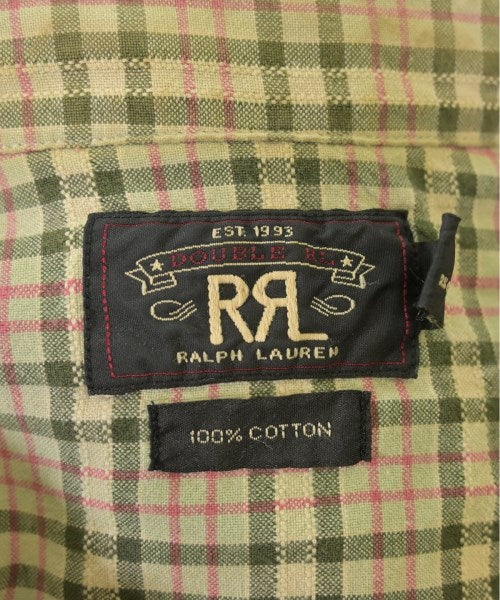 EST. 1993
DOUBLE RL
RRL
RALPH LAUREN
100% COTTON